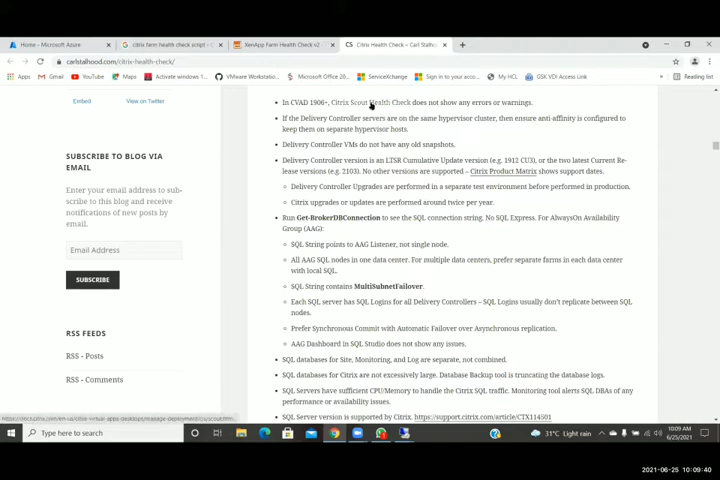 Home - Microsoft Azure
citrix farm health check script - C
XenApp Farm Health Check v2
CS Citrix Health Check – Carl Stalho
carlstalhood.com/citrix-health-check/
Apps
Gmail
YouTube
Maps
Activate windows 1...
VMware Workstatio...
Microsoft Office 20...
ServiceXchange
Sign in to your acco...
My HCL
GSK VDI Access Link
»
Reading list
Embed
View on Twitter
SUBSCRIBE TO BLOG VIA
EMAIL
Enter your email address to sub-
scribe to this blog and receive
notifications of new posts by
email.
Email Address
SUBSCRIBE
RSS FEEDS
RSS - Posts
RSS - Comments
In CVAD 1906+, Citrix Scout Health Check does not show any errors or warnings.
If the Delivery Controller servers are on the same hypervisor cluster, then ensure anti-affinity is configured to
keep them on separate hypervisor hosts.
Delivery Controller VMs do not have any old snapshots.
Delivery Controller version is an LTSR Cumulative Update version (e.g. 1912 CU3), or the two latest Current Re-
lease versions (e.g. 2103). No other versions are supported – Citrix Product Matrix shows support dates.
Delivery Controller Upgrades are performed in a separate test environment before performed in production.
Citrix upgrades or updates are performed around twice per year.
Run Get-BrokerDBConnection to see the SQL connection string. No SQL Express. For AlwaysOn Availability
Group (AAG):
SQL String points to AAG Listener, not single node.
All AAG SQL nodes in one data center. For multiple data centers, prefer separate farms in each data center
with local SQL.
SQL String contains MultiSubnetFailover.
Each SQL server has SQL Logins for all Delivery Controllers – SQL Logins usually don't replicate between SQL
nodes.
Prefer Synchronous Commit with Automatic Failover over Asynchronous replication.
AAG Dashboard in SQL Studio does not show any issues.
SQL databases for Site, Monitoring, and Log are separate, not combined.
SQL databases for Citrix are not excessively large. Database Backup tool is truncating the database logs.
SQL Servers have sufficient CPU/Memory to handle the Citrix SQL traffic. Monitoring tool alerts SQL DBAs of any
performance or availability issues.
SQL Server version is supported by Citrix. https://support.citrix.com/article/CTX114501
Type here to search
31°C Light rain
10:09 AM
6/25/2021
2021-06-25 10:09:40